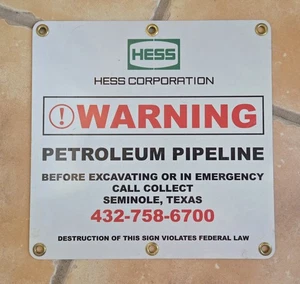 HESS
HESS CORPORATION
! WARNING
PETROLEUM PIPELINE
BEFORE EXCAVATING OR IN EMERGENCY
CALL COLLECT
SEMINOLE, TEXAS
432-758-6700
DESTRUCTION OF THIS SIGN VIOLATES FEDERAL LAW